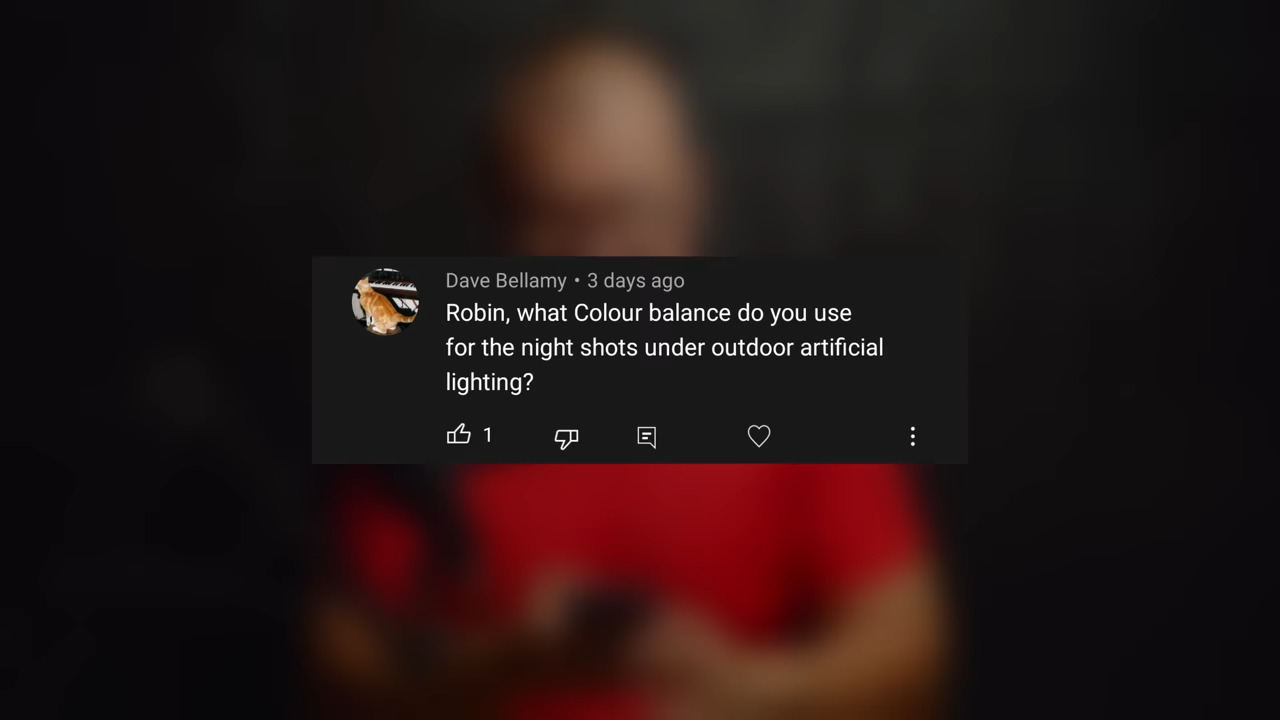 Dave Bellamy • 3 days ago
Robin, what Colour balance do you use
for the night shots under outdoor artificial
lighting?
1